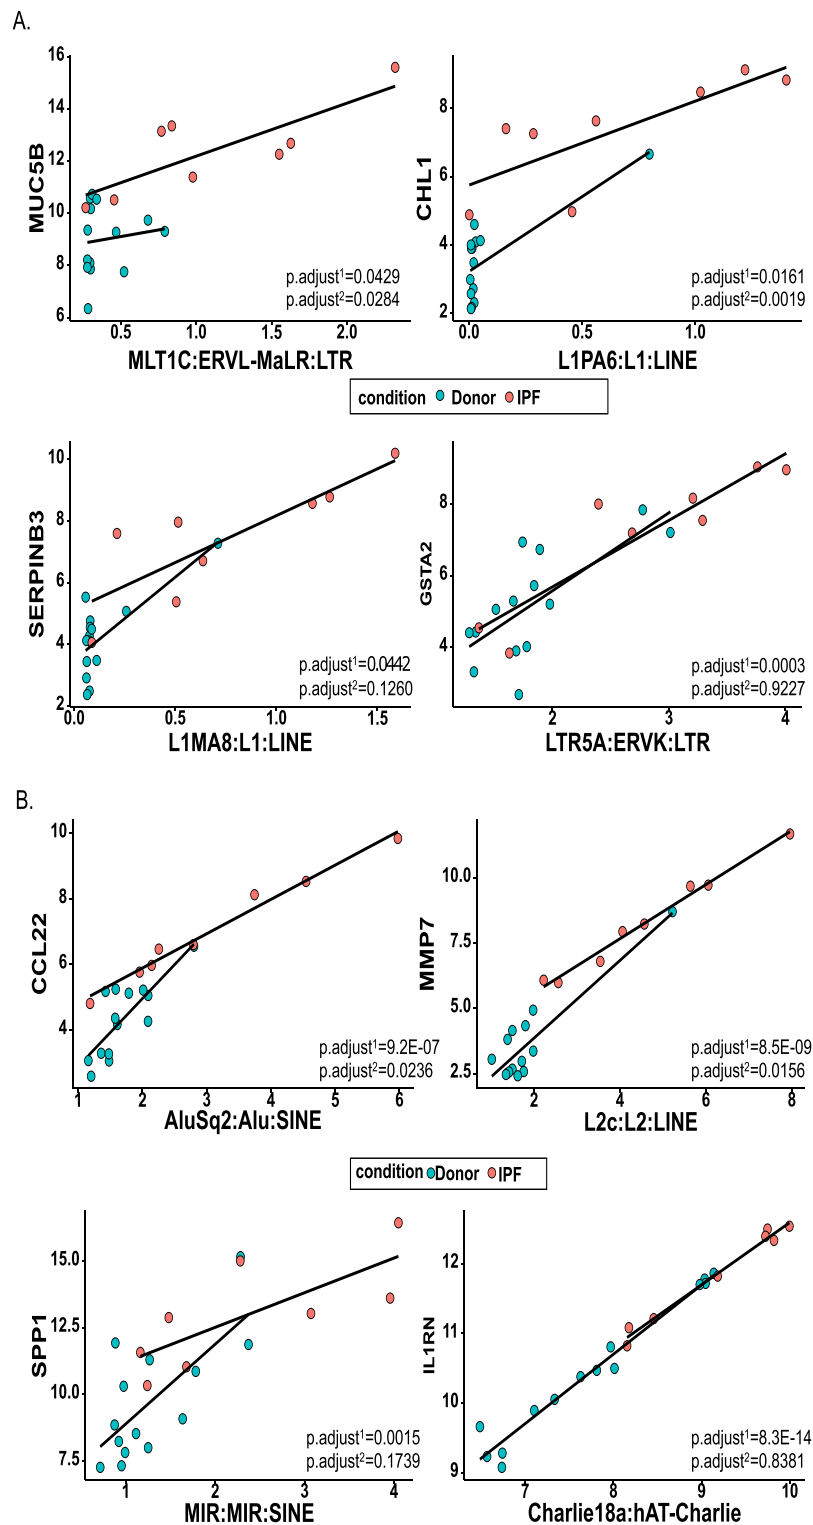 A.
16
14
12
10
8
6
MUC5B
p.adjust¹=0.0429
p.adjust²=0.0284
0.5 1.0 1.5 2.0
MLT1C:ERVL-MaLR:LTR
8
6
4
2
CHL1
p.adjust¹=0.0161
p.adjust²=0.0019
0.0 0.5 1.0
L1PA6:L1:LINE
condition Donor IPF
10
8
6
4
2
SERPINB3
p.adjust¹=0.0442
p.adjust²=0.1260
0.0 0.5 1.0 1.5
L1MA8:L1:LINE
8
6
4
GSTA2
p.adjust¹=0.0003
p.adjust²=0.9227
2 3 4
LTR5A:ERVK:LTR
B.
10
8
6
4
CCL22
p.adjust¹=9.2E-07
p.adjust²=0.0236
1 2 3 4 5 6
AluSq2:Alu:SINE
10.0
7.5
5.0
2.5
MMP7
p.adjust¹=8.5E-09
p.adjust²=0.0156
2 4 6 8
L2c:L2:LINE
condition Donor IPF
15.0
12.5
10.0
7.5
SPP1
p.adjust¹=0.0015
p.adjust²=0.1739
1 2 3 4
MIR:MIR:SINE
12
11
10
9
IL1RN
p.adjust¹=8.3E-14
p.adjust²=0.8381
7 8 9 10
Charlie18a:hAT-Charlie